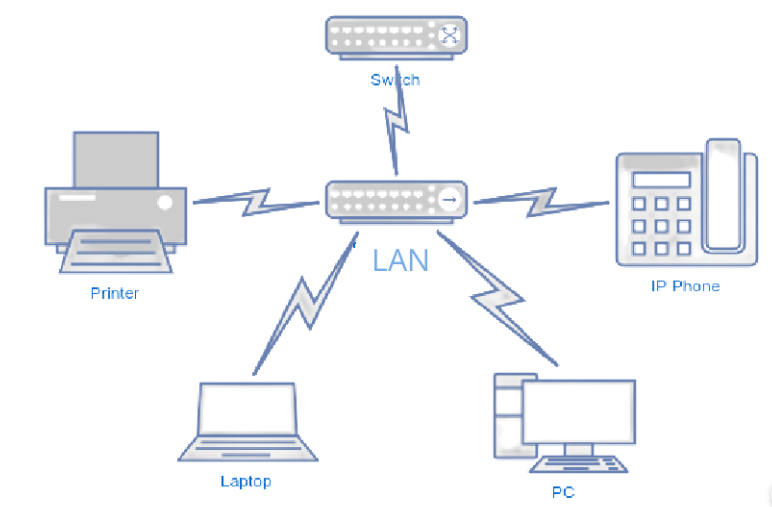 Switch
LAN
Printer
IP Phone
Laptop
PC